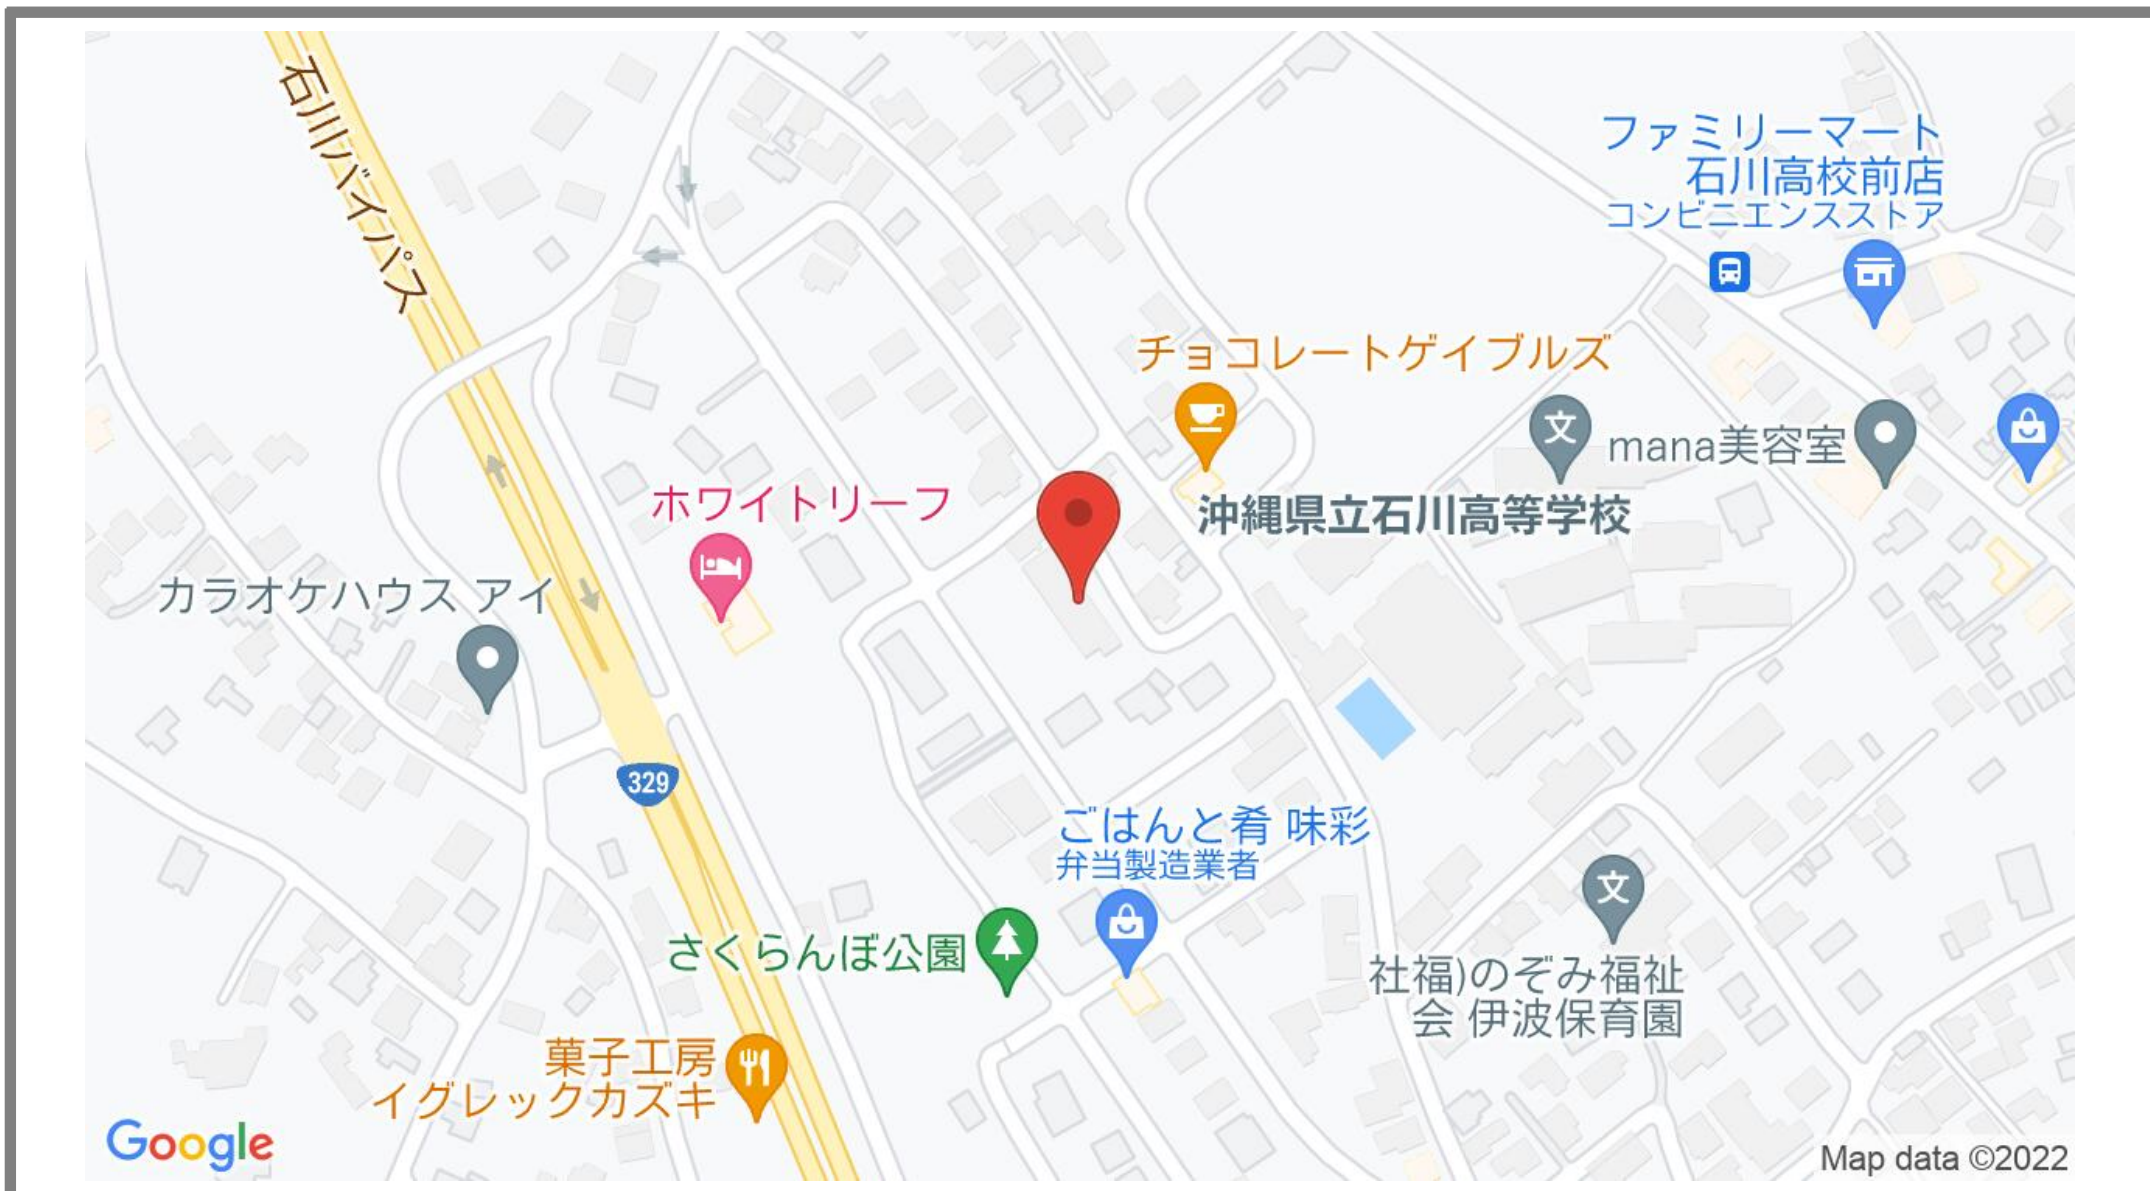 石川バイパス
ファミリーマート
石川高校前店
コンビニエンスストア
チョコレートゲイブルズ
mana美容室
ホワイトリーフ
沖縄県立石川高等学校
カラオケハウス アイ
329
ごはんと肴 味彩
弁当製造業者
さくらんぼ公園
社福)のぞみ福祉
会 伊波保育園
菓子工房
イグレックカズキ
文
文
Google
Map data ©2022